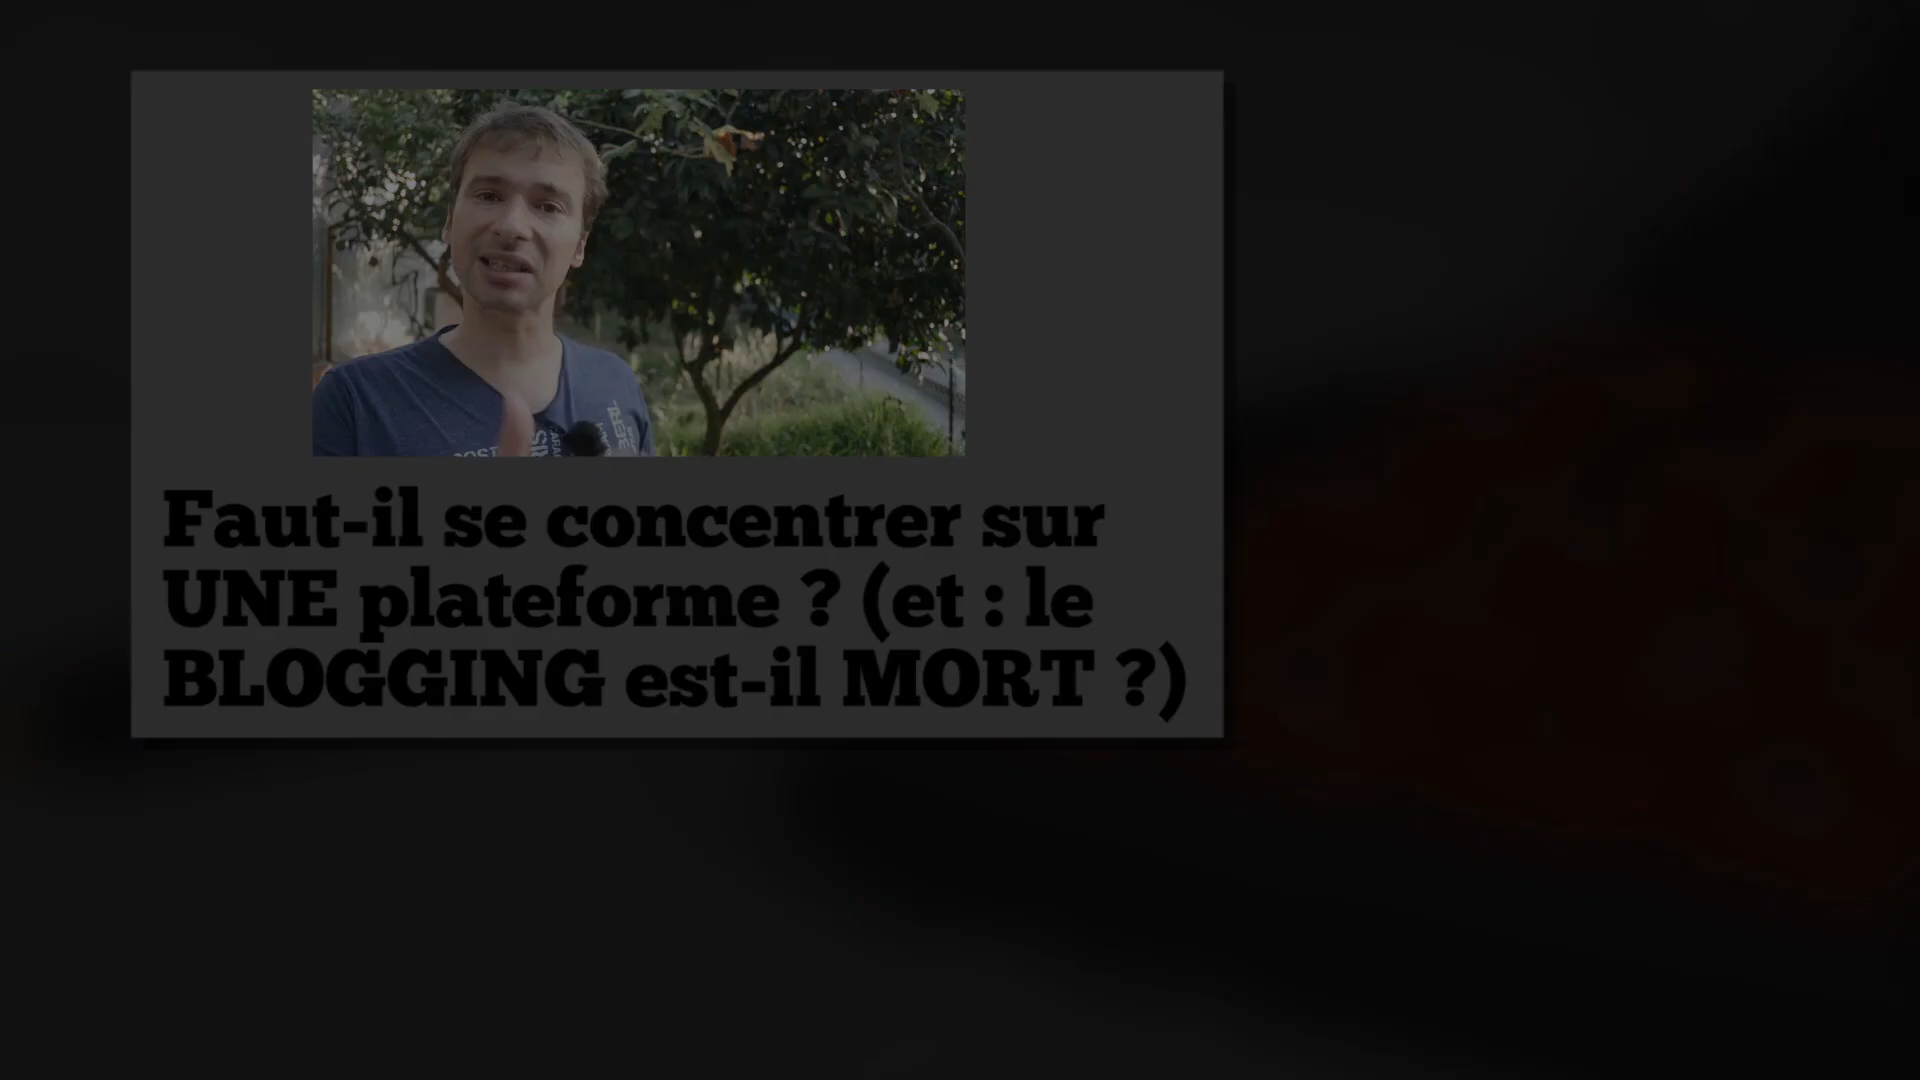 Faut-il se concentrer sur
UNE plateforme ? (et : le
BLOGGING est-il MORT ?)